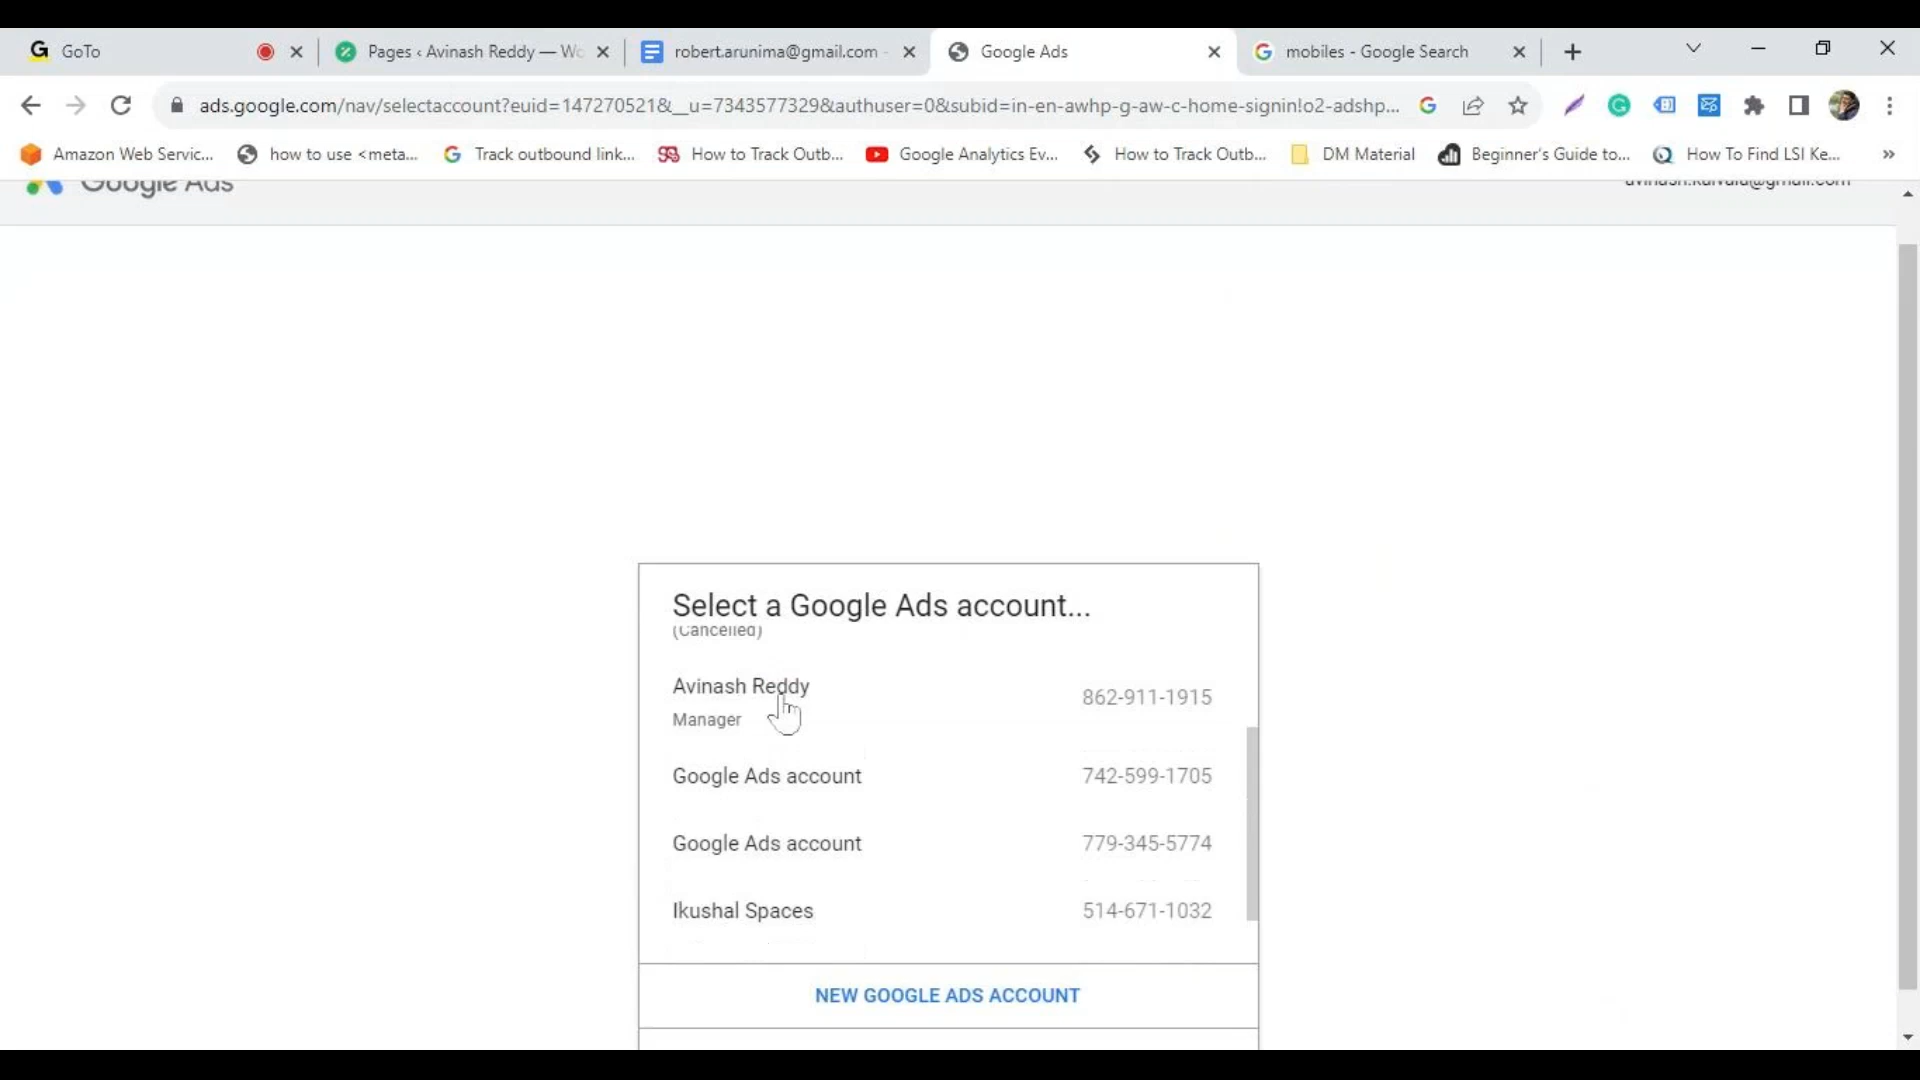 GoTo
Pages ‹ Avinash Reddy — Wo
robert.arunima@gmail.com -
Google Ads
mobiles - Google Search
ads.google.com/nav/selectaccount?euid=147270521&__u=7343577329&authuser=0&subid=in-en-awhp-g-aw-c-home-signin!o2-adshp...
Amazon Web Servic...
how to use <meta...
Track outbound link...
How to Track Outb...
Google Analytics Ev...
How to Track Outb...
DM Material
Beginner's Guide to...
How To Find LSI Ke...
Google Ads
Select a Google Ads account...
(Cancelled)
Avinash Reddy
862-911-1915
Manager
Google Ads account
742-599-1705
Google Ads account
779-345-5774
Ikushal Spaces
514-671-1032
NEW GOOGLE ADS ACCOUNT